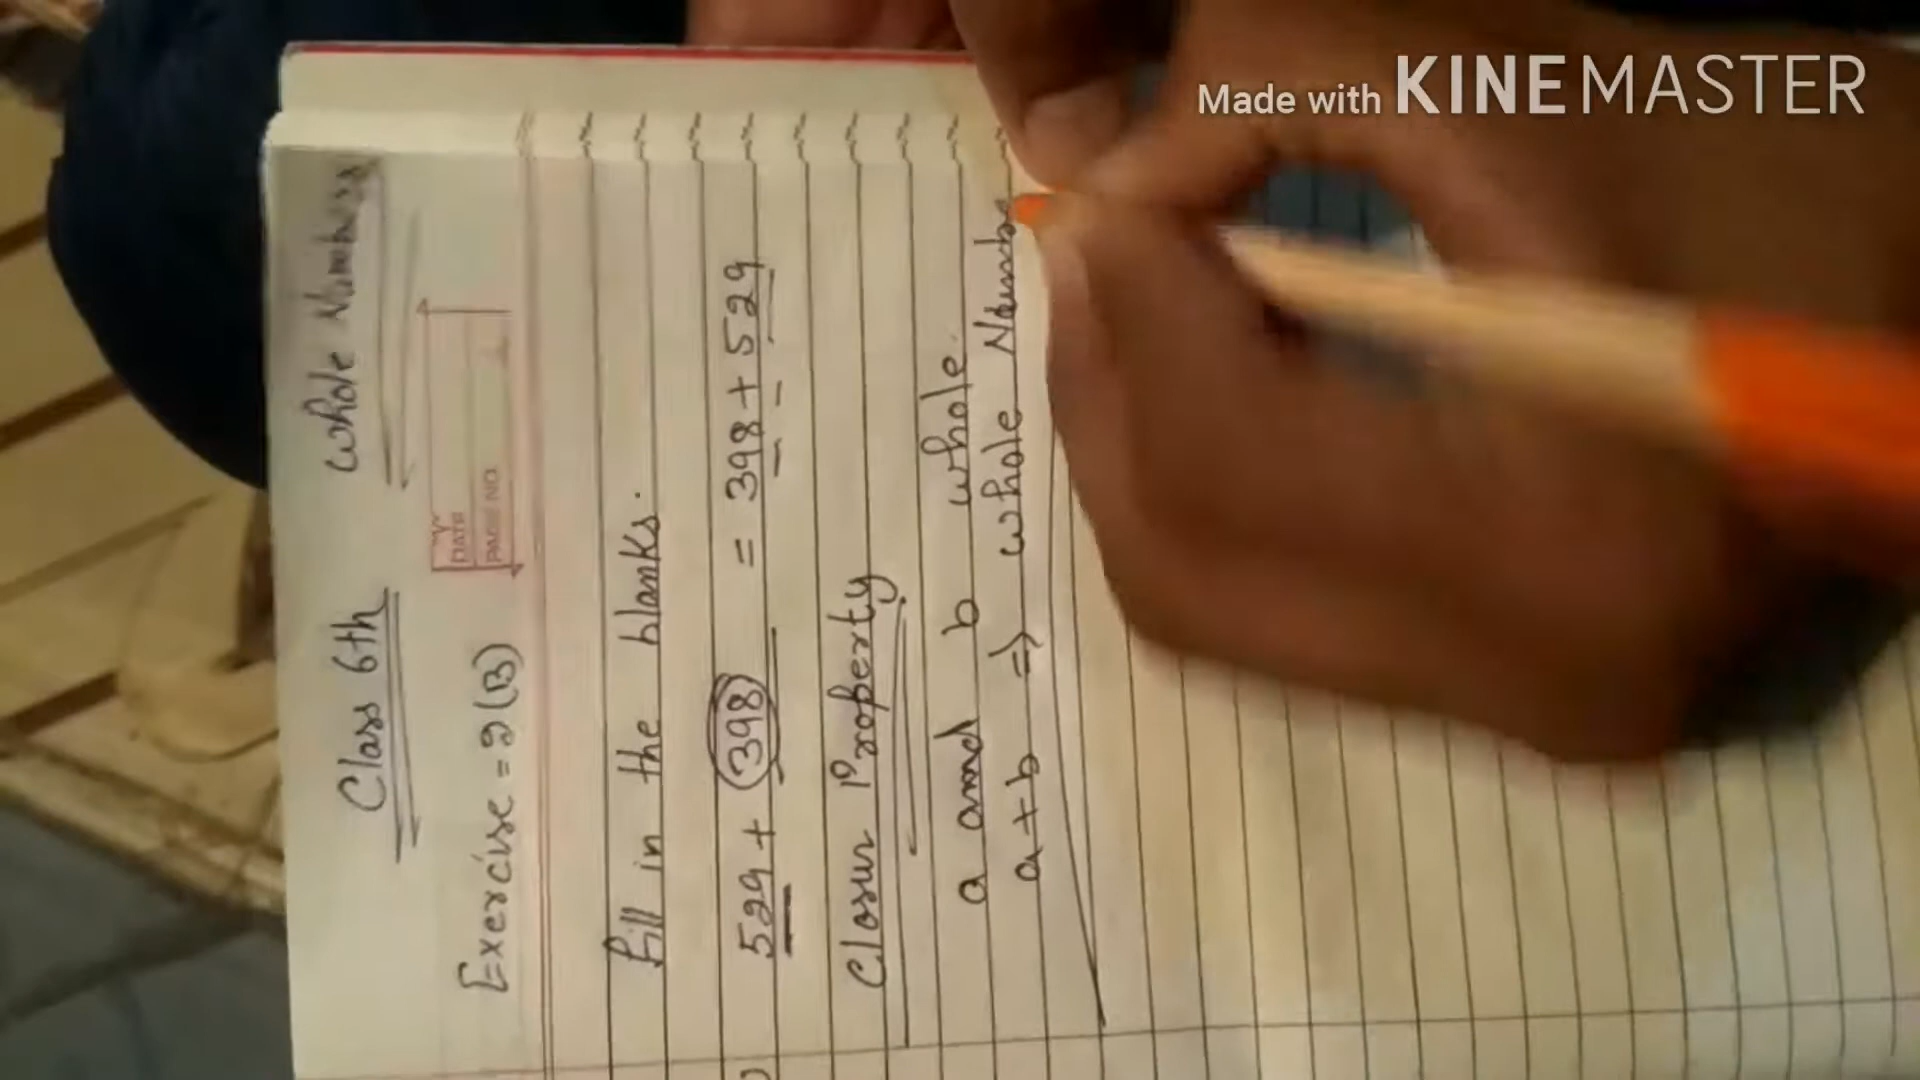 Made with KINEMASTER
Class 6th Whole Numbers
DATE
PAGE NO.
Exercise = 2(B)
fill in the blanks.
529 + 398 = 398 + 529
Closur Property
a and b whole.
a+b => whole Numbe